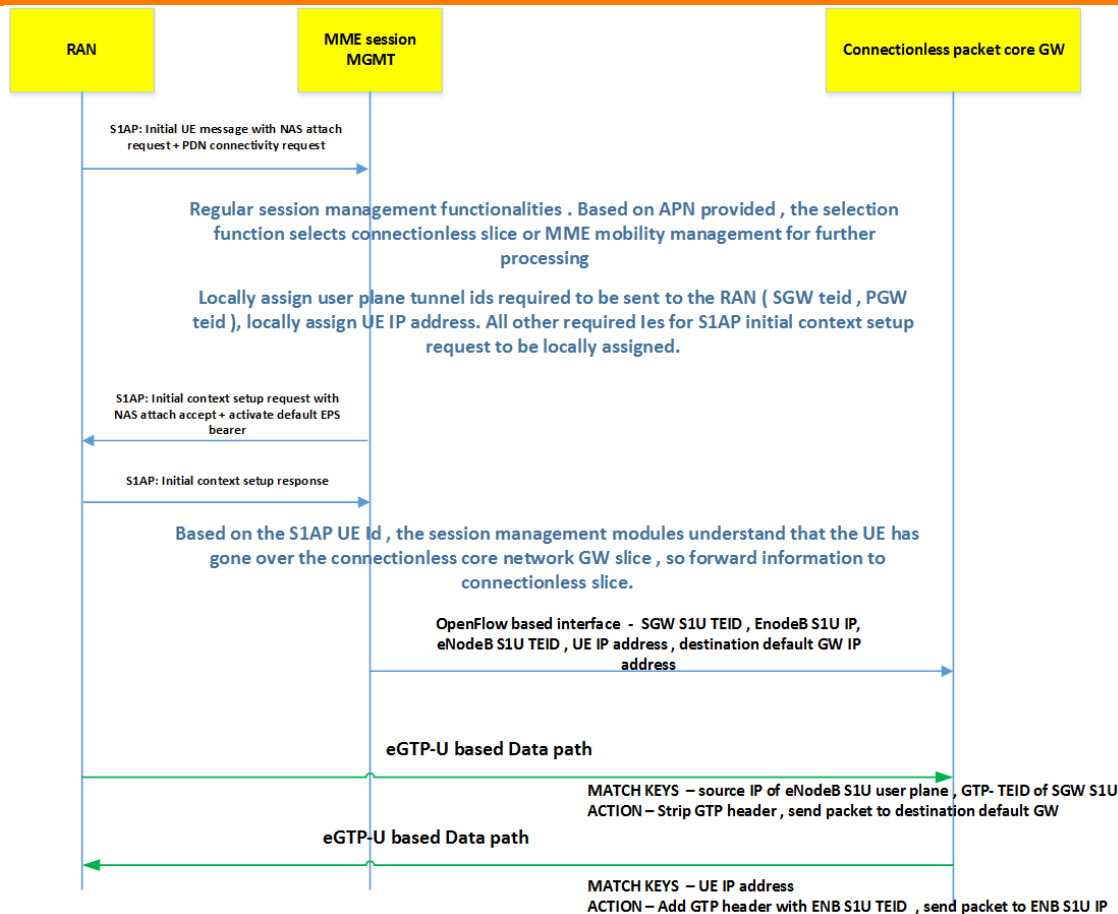 RAN
MME session
MGMT
Connectionless packet core GW
S1AP: Initial UE message with NAS attach
request + PDN connectivity request
Regular session management functionalities . Based on APN provided , the selection
function selects connectionless slice or MME mobility management for further
processing
Locally assign user plane tunnel ids required to be sent to the RAN ( SGW teid , PGW
teid ), locally assign UE IP address. All other required Ies for S1AP initial context setup
request to be locally assigned.
S1AP: Initial context setup request with
NAS attach accept + activate default EPS
bearer
S1AP: Initial context setup response
Based on the S1AP UE Id , the session management modules understand that the UE has
gone over the connectionless core network GW slice , so forward information to
connectionless slice.
OpenFlow based interface - SGW S1U TEID , EnodeB S1U IP,
eNodeB S1U TEID , UE IP address , destination default GW IP
address
eGTP-U based Data path
MATCH KEYS – source IP of eNodeB S1U user plane , GTP- TEID of SGW S1U
ACTION – Strip GTP header , send packet to destination default GW
eGTP-U based Data path
MATCH KEYS – UE IP address
ACTION – Add GTP header with ENB S1U TEID , send packet to ENB S1U IP